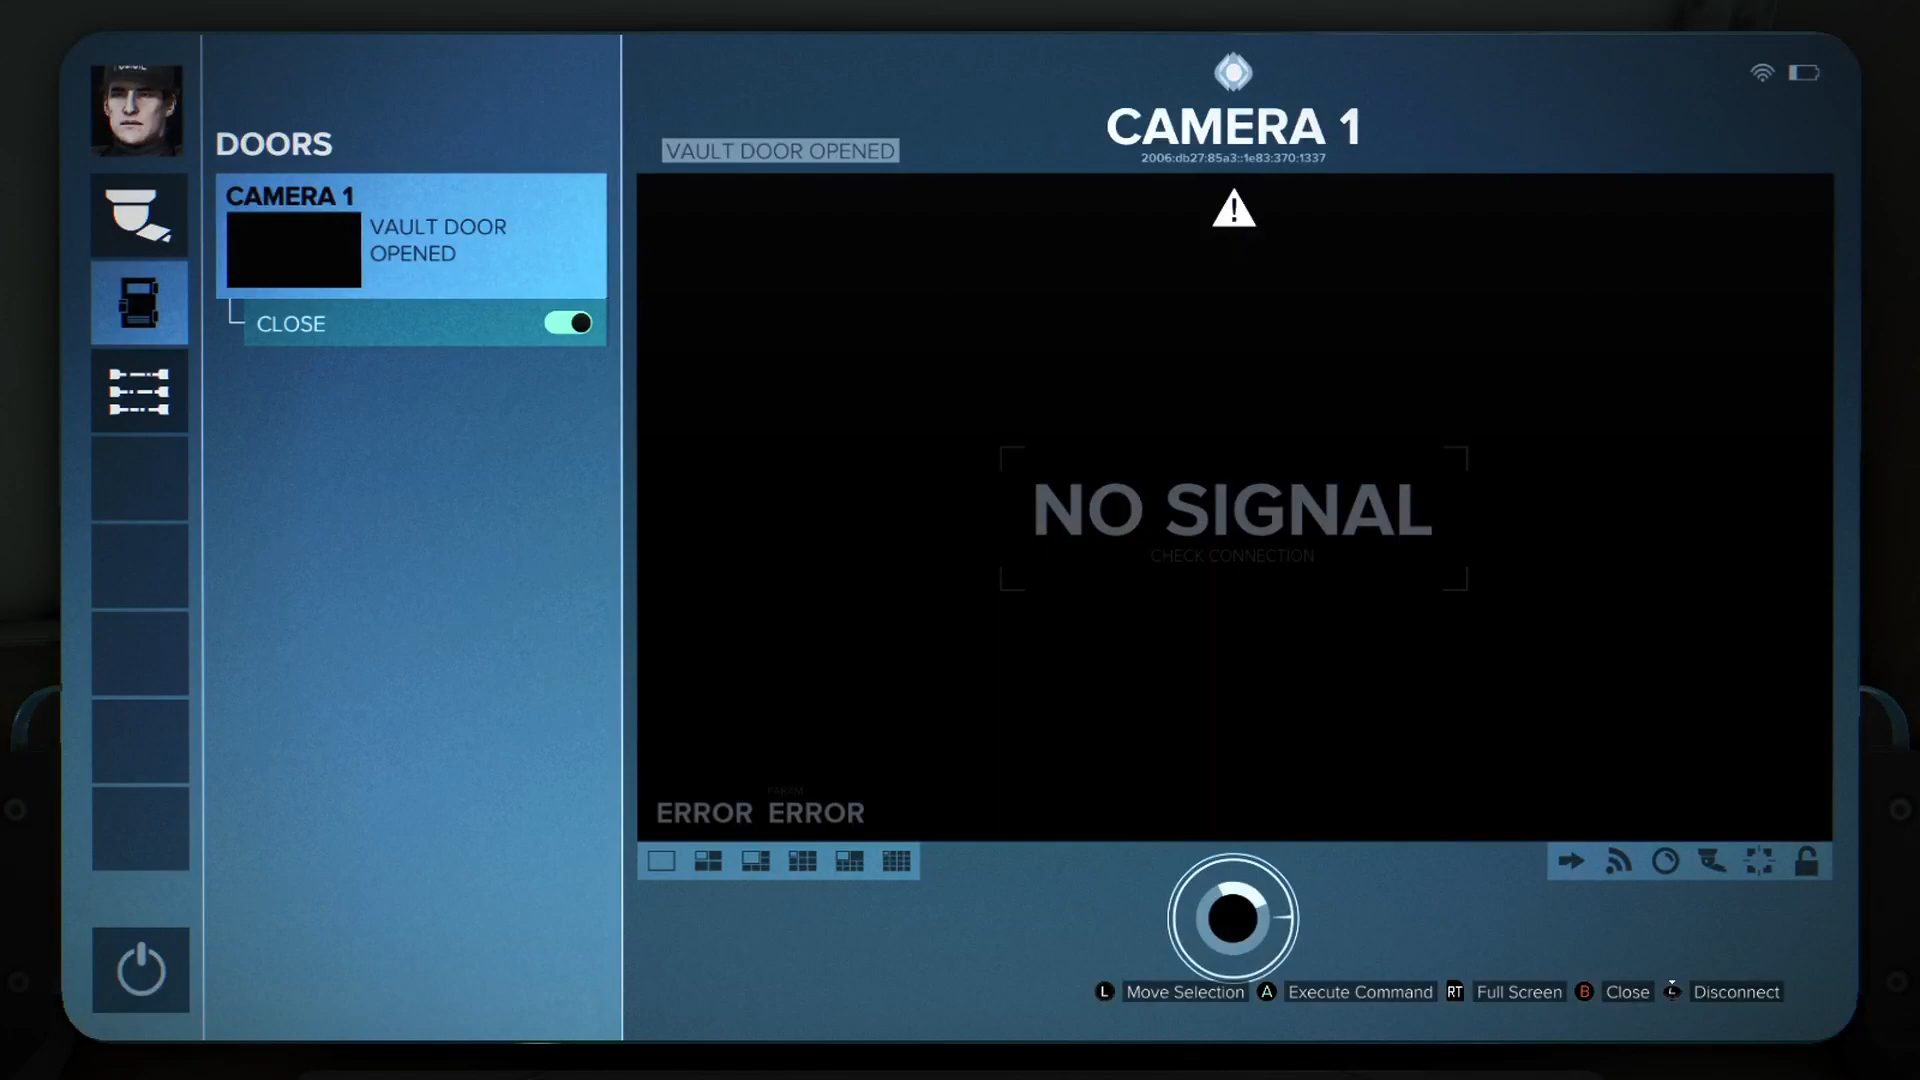 DOORS
CAMERA 1
VAULT DOOR
OPENED
CLOSE
VAULT DOOR OPENED
CAMERA 1
2006:db27:85a3::1e83:370:1337
NO SIGNAL
CHECK CONNECTION
PARAM
ERROR ERROR
L Move Selection A Execute Command RT Full Screen B Close L Disconnect